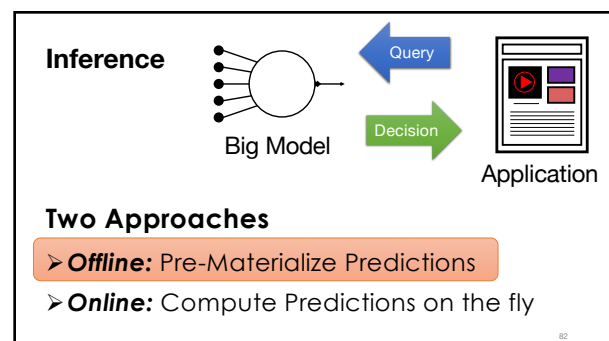 Inference
Query
Decision
Big Model
Application
Two Approaches
➢ Offline: Pre-Materialize Predictions
➢ Online: Compute Predictions on the fly
82